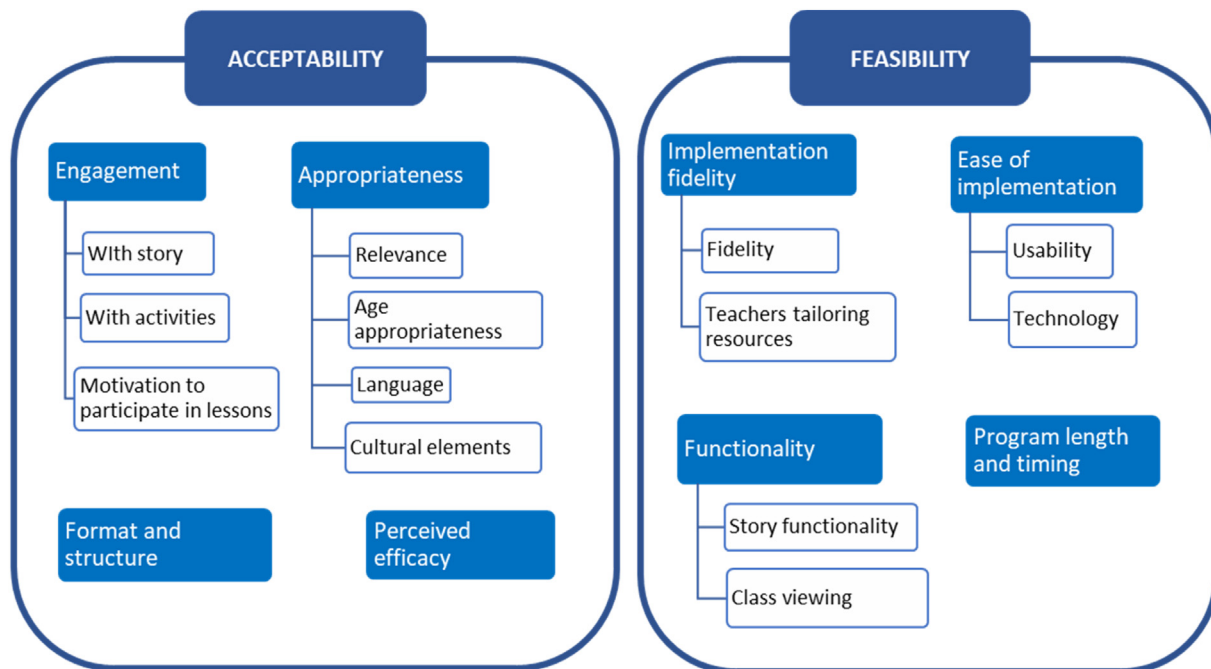 ACCEPTABILITY
Engagement
WIth story
With activities
Motivation to
participate in lessons
Appropriateness
Relevance
Age
appropriateness
Language
Cultural elements
Format and
structure
Perceived
efficacy
FEASIBILITY
Implementation
fidelity
Fidelity
Teachers tailoring
resources
Ease of
implementation
Usability
Technology
Functionality
Story functionality
Class viewing
Program length
and timing